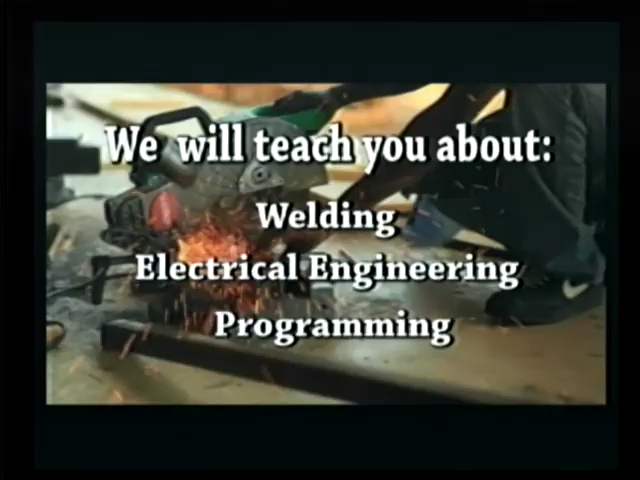 We will teach you about:
Welding
Electrical Engineering
Programming